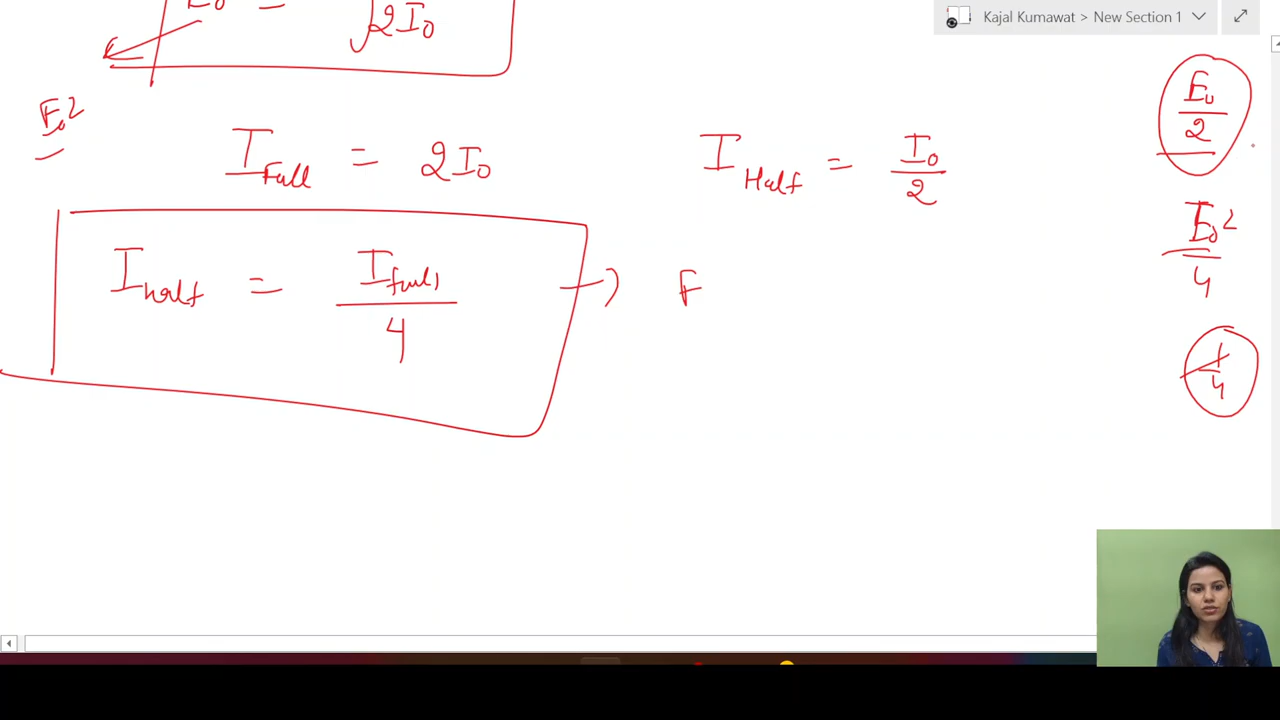 Kajal Kumawat > New Section 1
E₀ =
√2I₀
E₀²
I_Full = 2I₀
I_Half = I₀/2
I_half = I_full/4 → F
E₀/2
E₀²/4
1/4